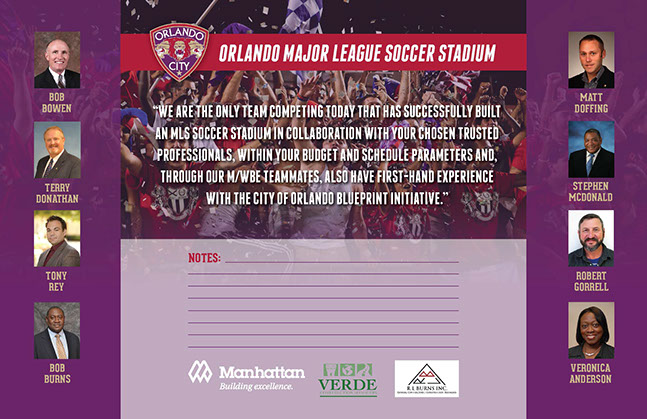 ORLANDO
CITY
ORLANDO MAJOR LEAGUE SOCCER STADIUM
“WE ARE THE ONLY TEAM COMPETING TODAY THAT HAS SUCCESSFULLY BUILT
AN MLS SOCCER STADIUM IN COLLABORATION WITH YOUR CHOSEN TRUSTED
PROFESSIONALS, WITHIN YOUR BUDGET AND SCHEDULE PARAMETERS AND,
THROUGH OUR M/WBE TEAMMATES, ALSO HAVE FIRST-HAND EXPERIENCE
WITH THE CITY OF ORLANDO BLUEPRINT INITIATIVE.”
BOB
BOWEN
TERRY
DONATHAN
TONY
REY
BOB
BURNS
MATT
DOFFING
STEPHEN
MCDONALD
ROBERT
GORRELL
VERONICA
ANDERSON
NOTES:
Manhattan
Building excellence.
VERDE
R L BURNS INC.